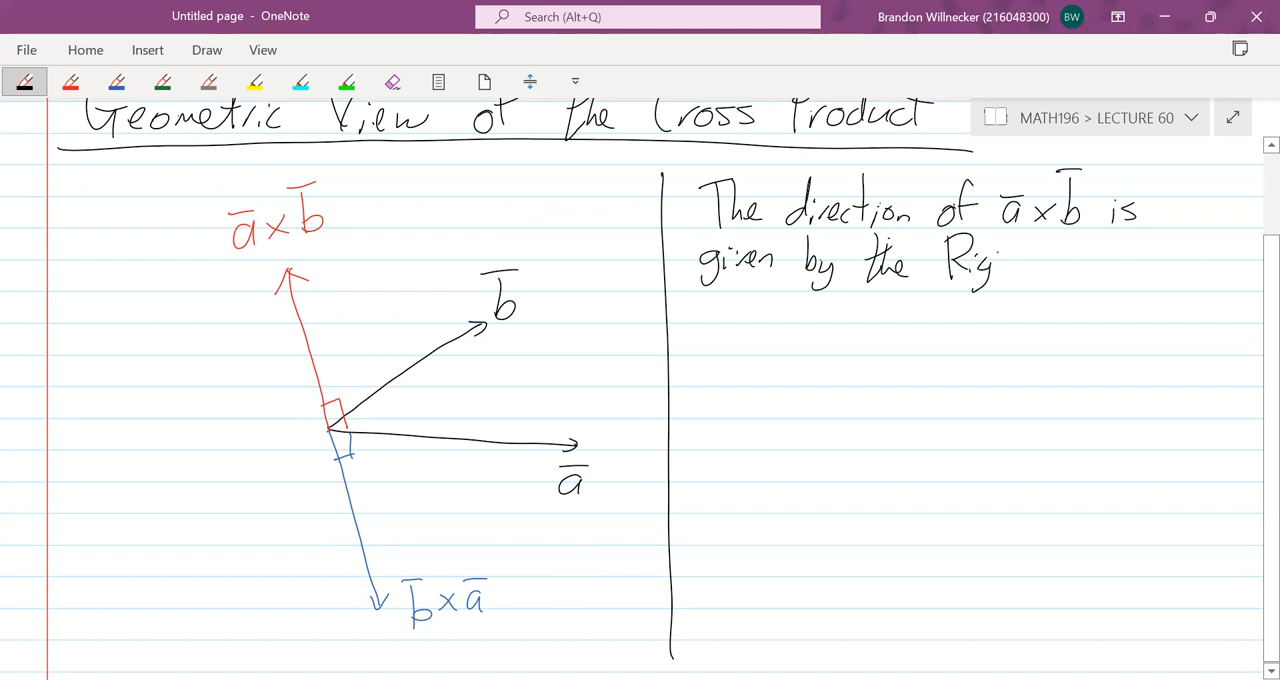 Untitled page - OneNote
Search (Alt+Q)
Brandon Willnecker (216048300)
BW
File
Home
Insert
Draw
View
Geometric View of the Cross Product
MATH196 > LECTURE 60
a̅ × b̅
b̅
a̅
b̅ × a̅
The direction of a̅ × b̅ is
given by the Rig